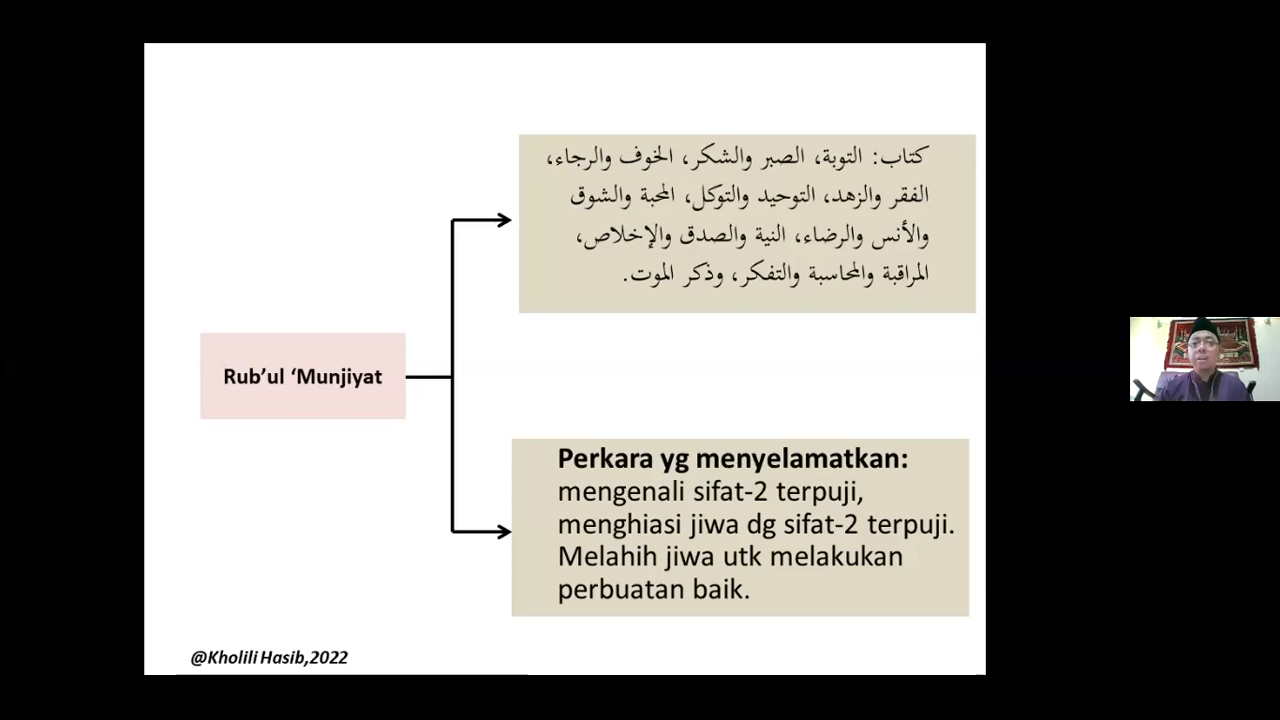 كتاب: التوبة، الصبر والشكر، الخوف والرجاء،
الفقر والزهد، التوحيد والتوكل، المحبة والشوق
والأنس والرضاء، النية والصدق والإخلاص،
المراقبة والمحاسبة والتفكر، وذكر الموت.
Rub’ul ‘Munjiyat
Perkara yg menyelamatkan:
mengenali sifat-2 terpuji,
menghiasi jiwa dg sifat-2 terpuji.
Melahih jiwa utk melakukan
perbuatan baik.
@Kholili Hasib,2022